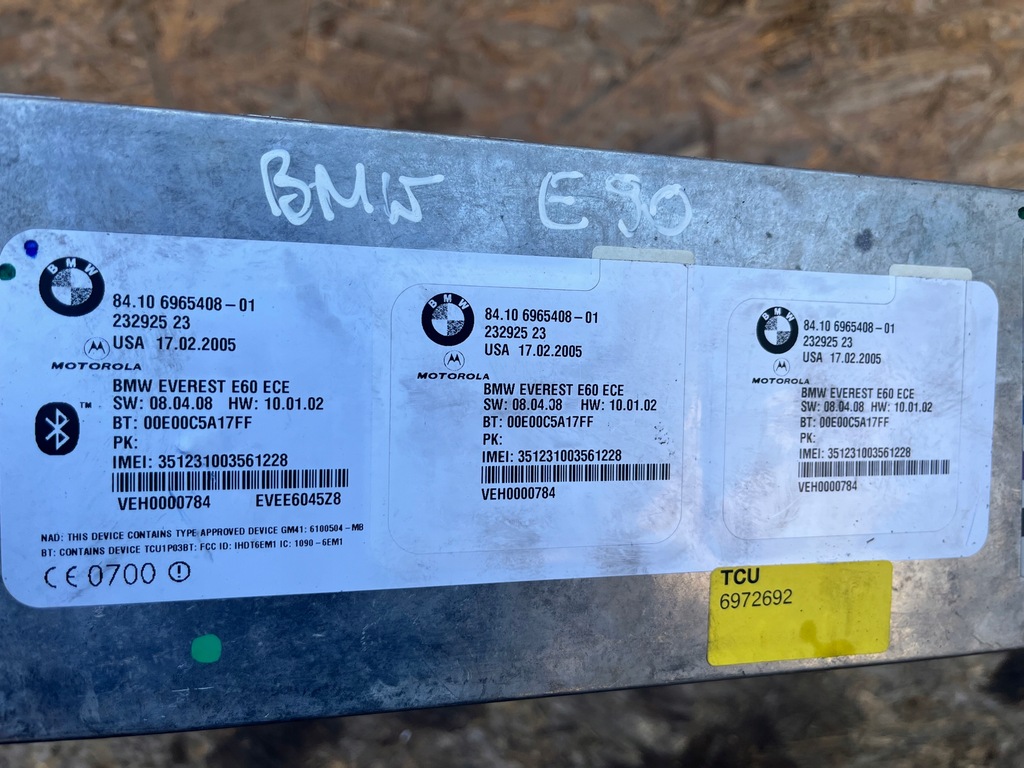 BMW E90
BMW
84.10 6965408-01
232925 23
USA 17.02.2005
MOTOROLA
BMW EVEREST E60 ECE
SW: 08.04.08 HW: 10.01.02
BT: 00E00C5A17FF
PK:
IMEI: 351231003561228
VEH0000784 EVEE6045Z8
NAD: THIS DEVICE CONTAINS TYPE APPROVED DEVICE GM41: 6100504-MB
BT: CONTAINS DEVICE TCU1P03BT: FCC ID: IHDT6EM1 IC: 1090-6EM1
CE 0700
TM
BMW
84.10 6965408-01
232925 23
USA 17.02.2005
MOTOROLA
BMW EVEREST E60 ECE
SW: 08.04.08 HW: 10.01.02
BT: 00E00C5A17FF
PK:
IMEI: 351231003561228
VEH0000784
BMW
84.10 6965408-01
232925 23
USA 17.02.2005
MOTOROLA
BMW EVEREST E60 ECE
SW: 08.04.08 HW: 10.01.02
BT: 00E00C5A17FF
PK:
IMEI: 351231003561228
VEH0000784
TCU
6972692